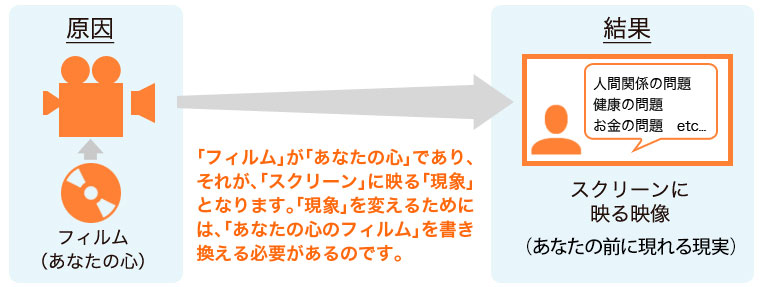 原因
フィルム
(あなたの心)
「フィルム」が「あなたの心」であり、
それが、「スクリーン」に映る「現象」
となります。「現象」を変えるために
は、「あなたの心のフィルム」を書き
換える必要があるのです。
結果
人間関係の問題
健康の問題
お金の問題　etc...
スクリーンに
映る映像
（あなたの前に現れる現実）